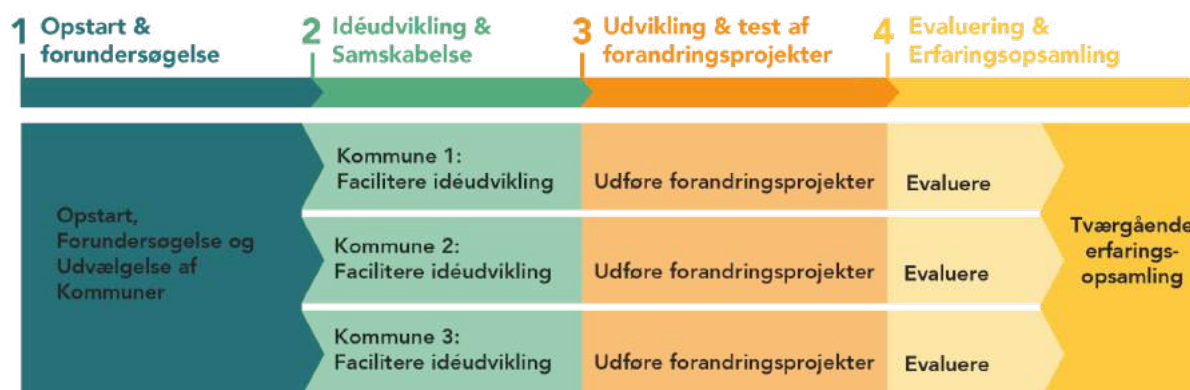 1 Opstart &
forundersøgelse
2 Idéudvikling &
Samskabelse
3 Udvikling & test af
forandringsprojekter
4 Evaluering &
Erfaringsopsamling
Opstart,
Forundersøgelse og
Udvælgelse af
Kommuner
Kommune 1:
Facilitere idéudvikling
Udføre forandringsprojekter
Evaluere
Kommune 2:
Facilitere idéudvikling
Udføre forandringsprojekter
Evaluere
Kommune 3:
Facilitere idéudvikling
Udføre forandringsprojekter
Evaluere
Tværgående
erfarings-
opsamling